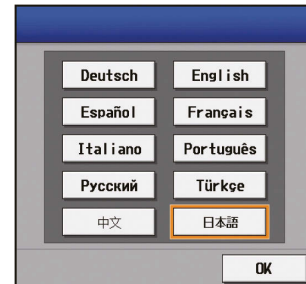 Deutsch English
Español Français
Italiano Português
Русский Türkçe
中文 日本語
OK